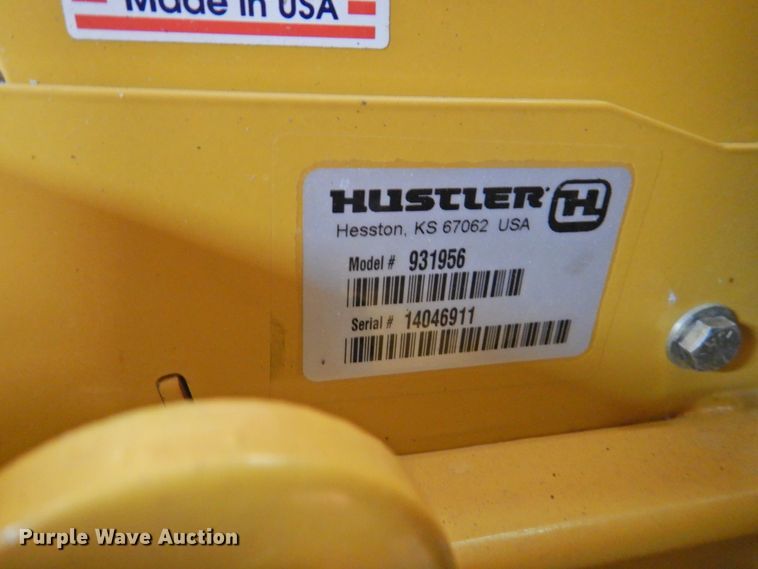 Made in USA
HUSTLER H
Hesston, KS 67062 USA
Model # 931956
Serial # 14046911
Purple Wave Auction